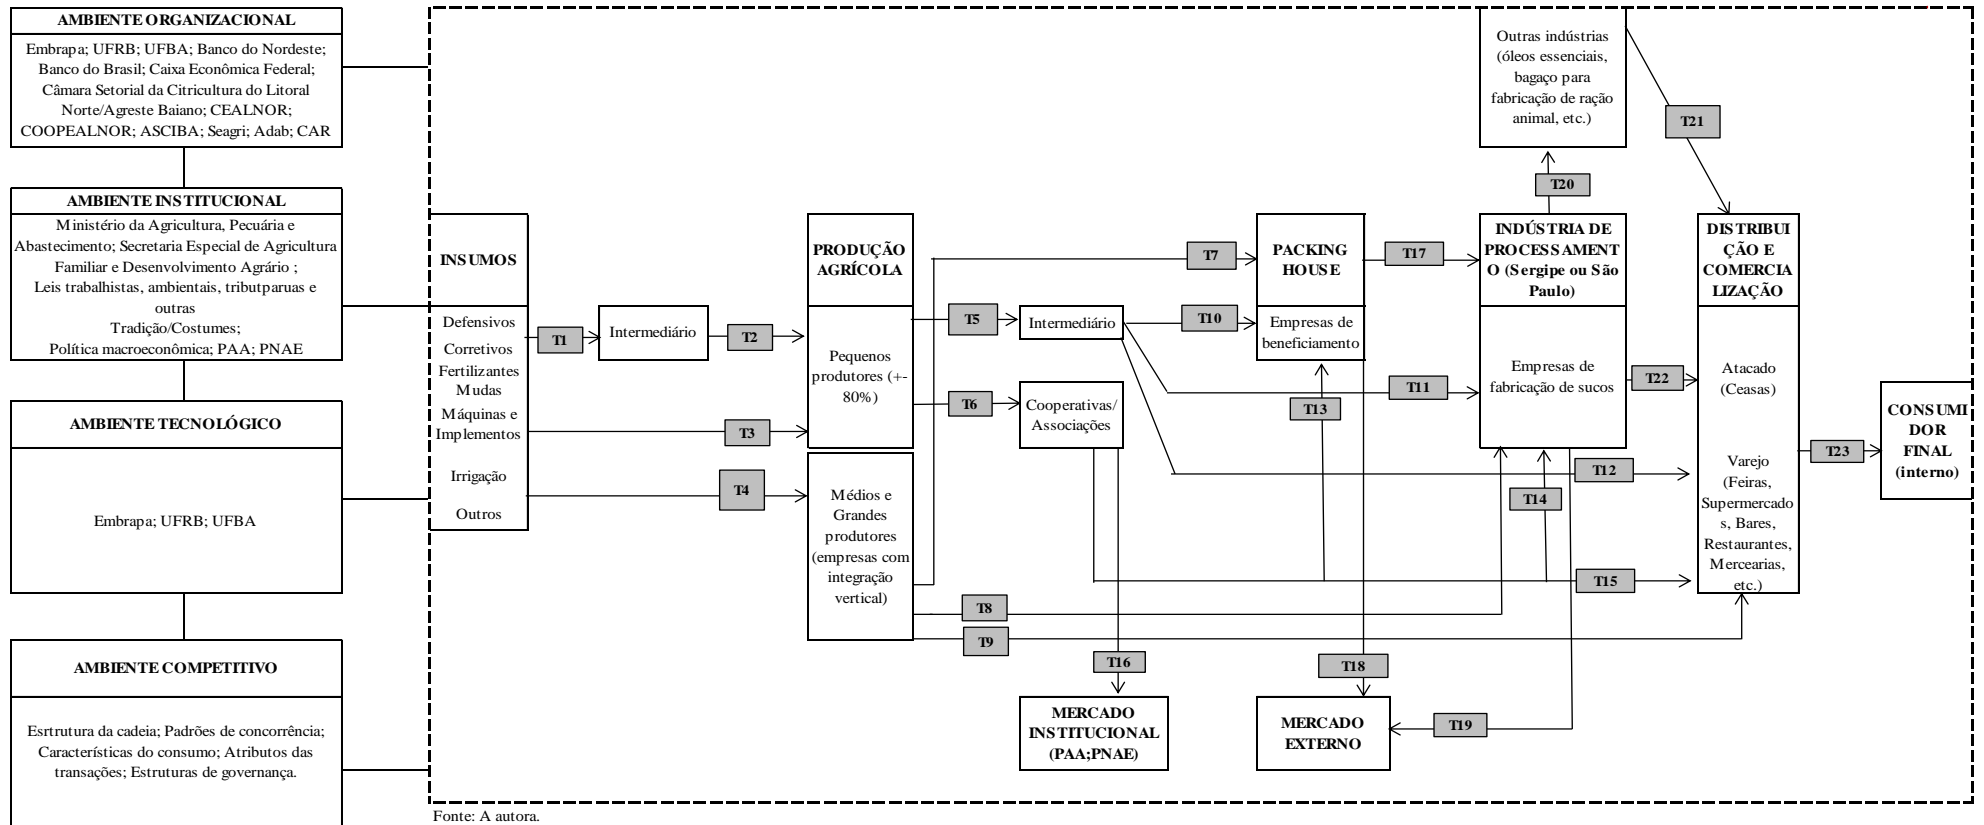 AMBIENTE ORGANIZACIONAL
Embrapa; UFRB; UFBA; Banco do Nordeste;
Banco do Brasil; Caixa Econômica Federal;
Câmara Setorial da Citricultura do Litoral
Norte/Agreste Baiano; CEALNOR;
COOPEALNOR; ASCIBA; Seagri; Adab; CAR
AMBIENTE INSTITUCIONAL
Ministério da Agricultura, Pecuária e
Abastecimento; Secretaria Especial de Agricultura
Familiar e Desenvolvimento Agrário ;
Leis trabalhistas, ambientais, tributparuas e
outras
Tradição/Costumes;
Política macroeconômica; PAA; PNAE
AMBIENTE TECNOLÓGICO
Embrapa; UFRB; UFBA
AMBIENTE COMPETITIVO
Esrtrutura da cadeia; Padrões de concorrência;
Características do consumo; Atributos das
transações; Estruturas de governança.
INSUMOS
Defensivos
Corretivos
Fertilizantes
Mudas
Máquinas e
Implementos
Irrigação
Outros
T1
Intermediário
T2
T3
T4
PRODUÇÃO
AGRÍCOLA
Pequenos
produtores (+-
80%)
Médios e
Grandes
produtores
(empresas com
integração
vertical)
T5
T6
T7
T8
T9
Intermediário
Cooperativas/
Associações
T10
T11
T12
T13
T14
T15
T16
MERCADO
INSTITUCIONAL
(PAA;PNAE)
PACKING
HOUSE
Empresas de
beneficiamento
T17
T18
MERCADO
EXTERNO
T19
INDÚSTRIA DE
PROCESSAMENT
O (Sergipe ou São
Paulo)
Empresas de
fabricação de sucos
T20
Outras indústrias
(óleos essenciais,
bagaço para
fabricação de ração
animal, etc.)
T21
T22
DISTRIBUI
ÇÃO E
COMERCIA
LIZAÇÃO
Atacado
(Ceasas)
Varejo
(Feiras,
Supermercado
s, Bares,
Restaurantes,
Mercearias,
etc.)
T23
CONSUMI
DOR
FINAL
(interno)
Fonte: A autora.